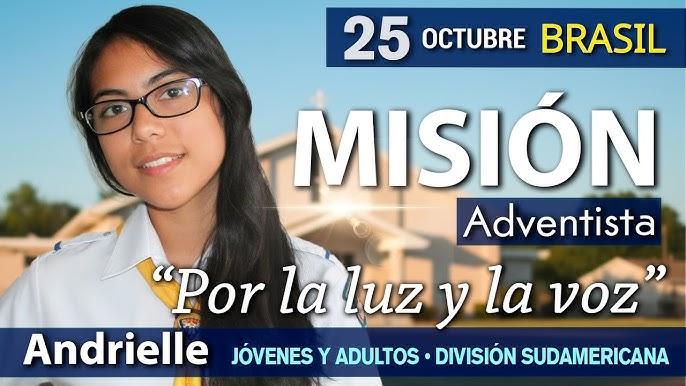 25 OCTUBRE BRASIL
MISIÓN
Adventista
“Por la luz y la voz”
Andrielle JÓVENES Y ADULTOS • DIVISIÓN SUDAMERICANA